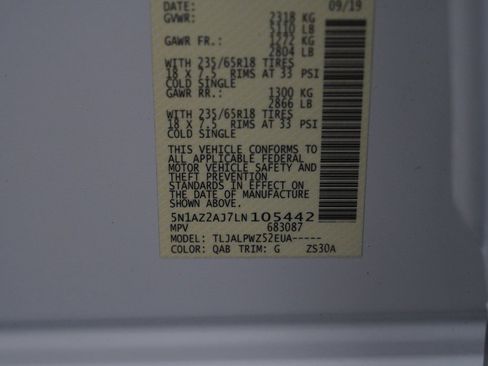 DATE: 09/19
GVWR: 2318 KG
5110 LB
GAWR FR.: 1272 KG
2804 LB
WITH 235/65R18 TIRES
18 X 7.5 RIMS AT 33 PSI
COLD SINGLE
GAWR RR.: 1300 KG
2866 LB
WITH 235/65R18 TIRES
18 X 7.5 RIMS AT 33 PSI
COLD SINGLE
THIS VEHICLE CONFORMS TO
ALL APPLICABLE FEDERAL
MOTOR VEHICLE SAFETY AND
THEFT PREVENTION
STANDARDS IN EFFECT ON
THE DATE OF MANUFACTURE
SHOWN ABOVE
5N1AZ2AJ7LN105442
MPV 683087
MODEL: TLJALPWZ52EUA-----
COLOR: QAB TRIM: G ZS30A